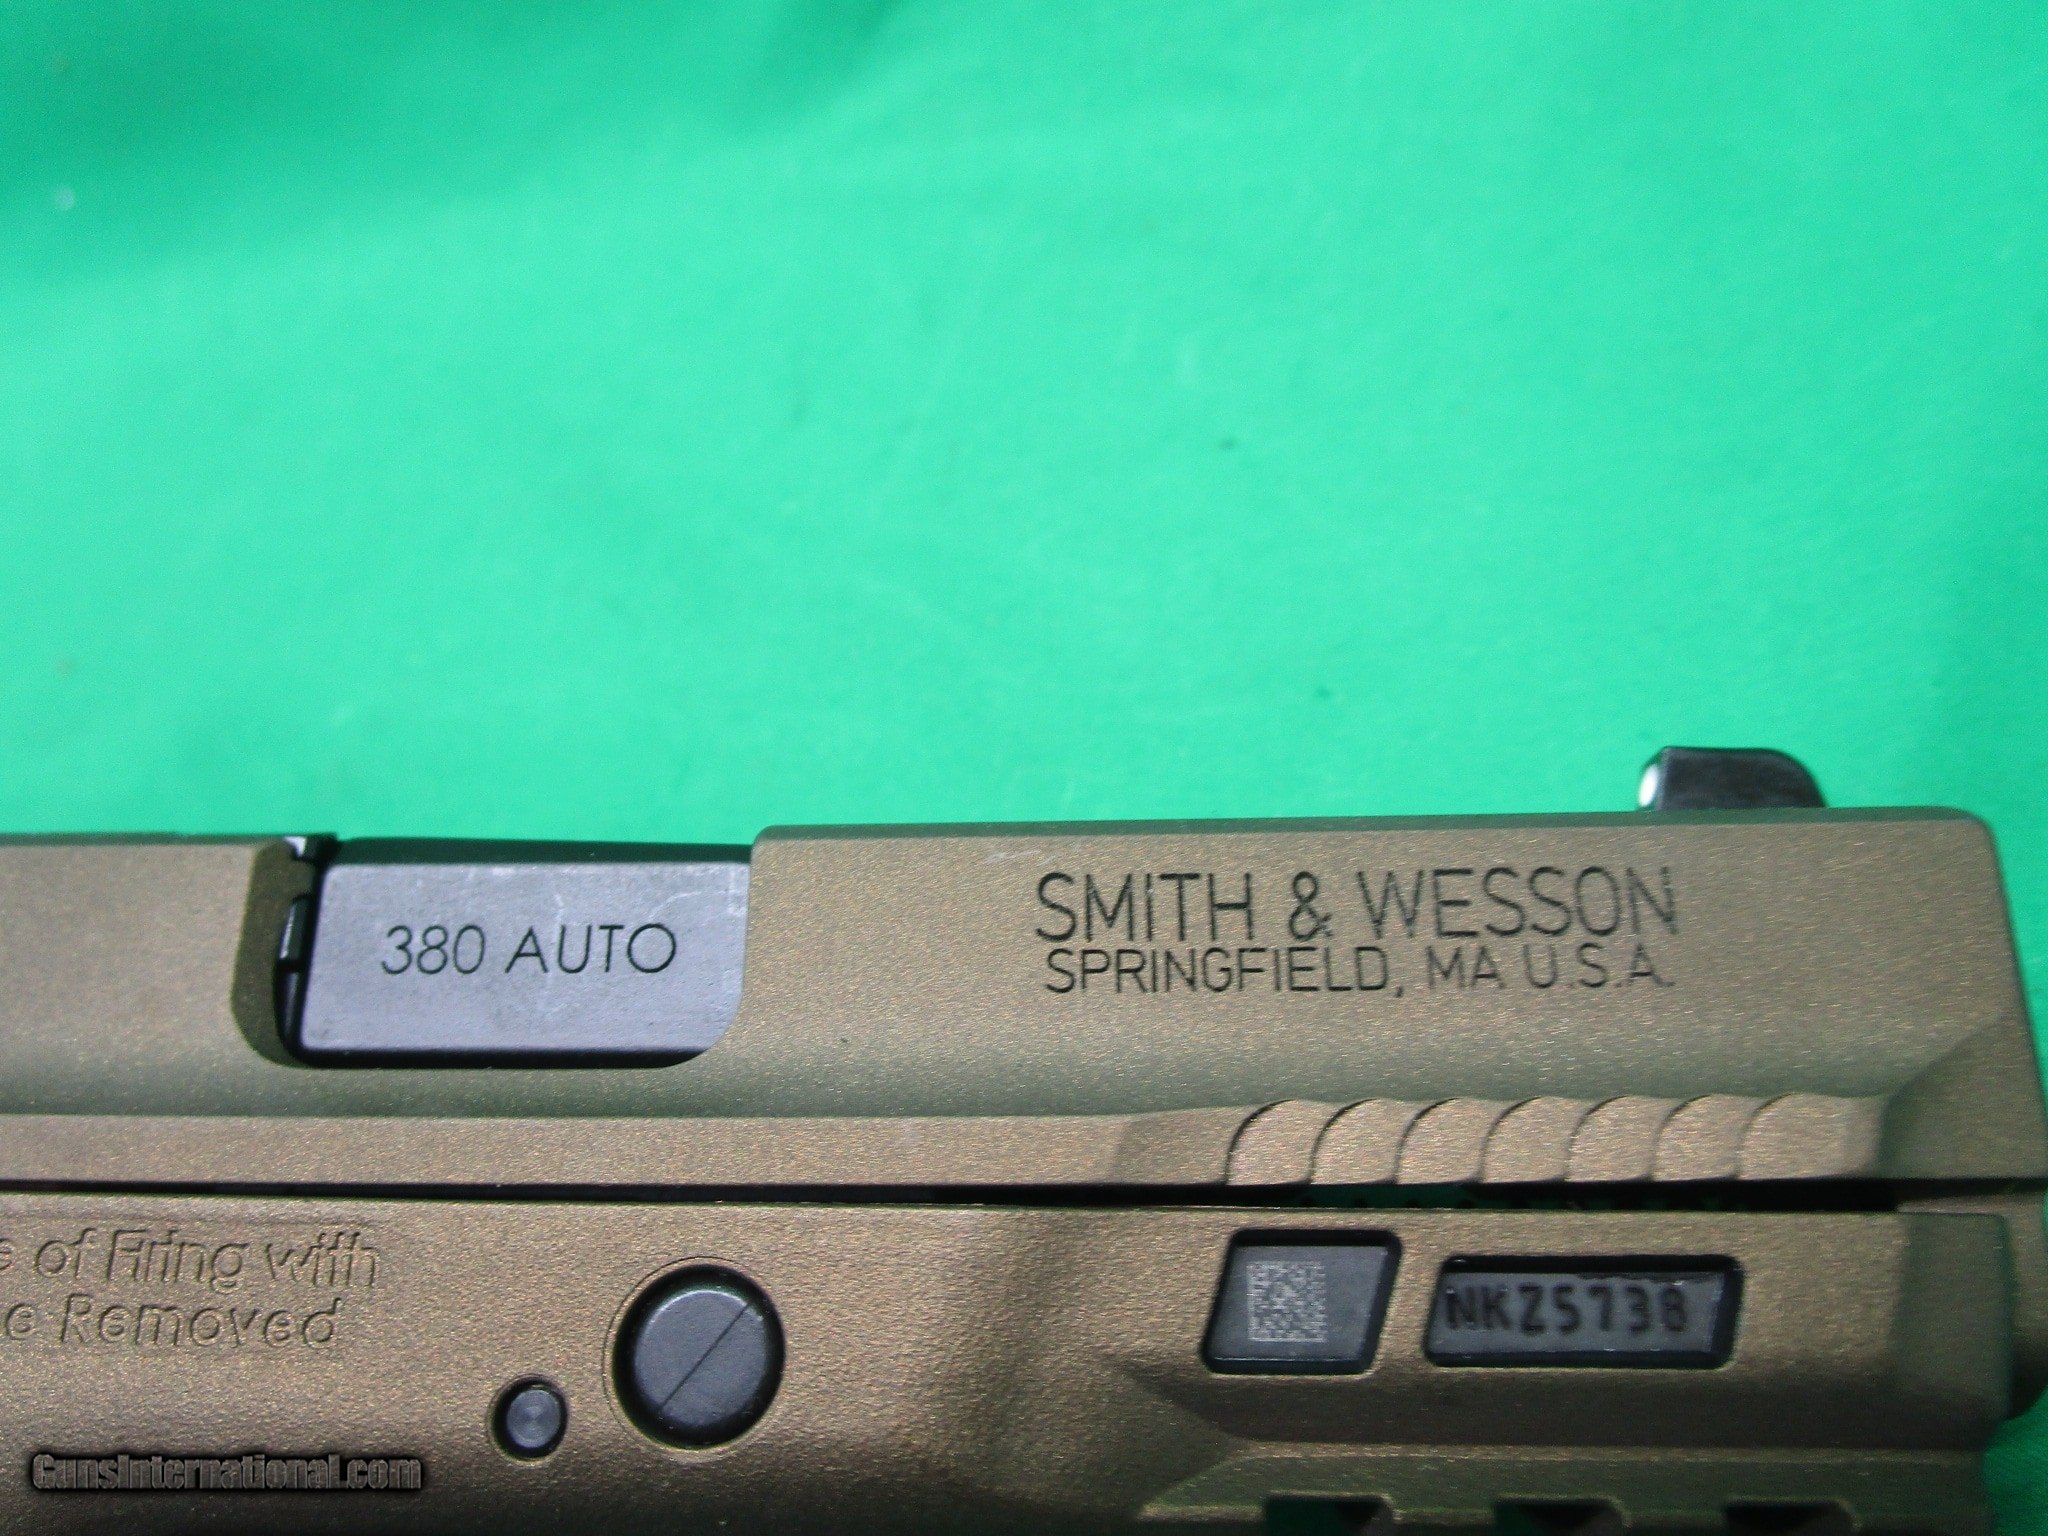 380 AUTO
SMITH & WESSON
SPRINGFIELD, MA U.S.A.
of Firing with
Removed
NKZ5738
GunsInternational.com